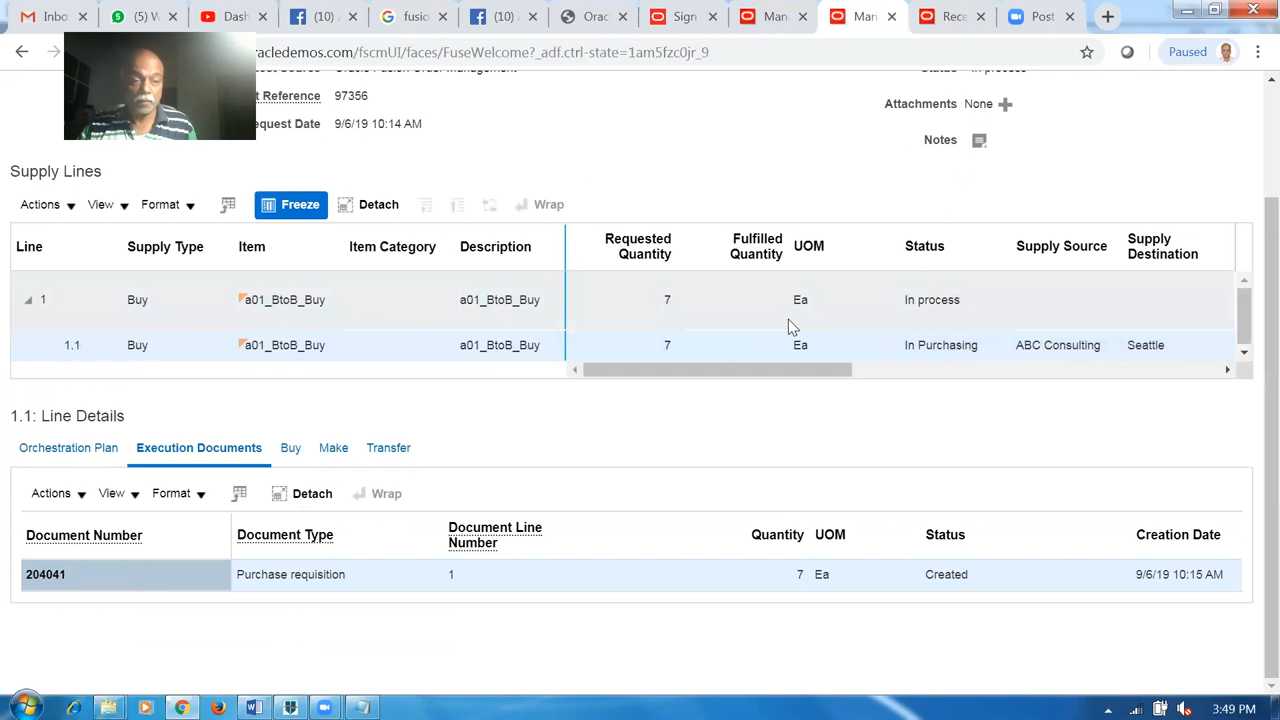 Inbo
(5) W
Dash
(10)
fusic
(10)
Orac
Sign
Man
Man
Rece
Post
acledemos.com/fscmUI/faces/FuseWelcome?_adf.ctrl-state=1am5fzc0jr_9
Paused
t Reference 97356
equest Date 9/6/19 10:14 AM
Attachments None
Notes
Supply Lines
Actions View Format Freeze Detach Wrap
Line Supply Type Item Item Category Description Requested Quantity Fulfilled Quantity UOM Status Supply Source Supply Destination
1 Buy a01_BtoB_Buy a01_BtoB_Buy 7 Ea In process
1.1 Buy a01_BtoB_Buy a01_BtoB_Buy 7 Ea In Purchasing ABC Consulting Seattle
1.1: Line Details
Orchestration Plan Execution Documents Buy Make Transfer
Actions View Format Detach Wrap
Document Number Document Type Document Line Number Quantity UOM Status Creation Date
204041 Purchase requisition 1 7 Ea Created 9/6/19 10:15 AM
3:49 PM